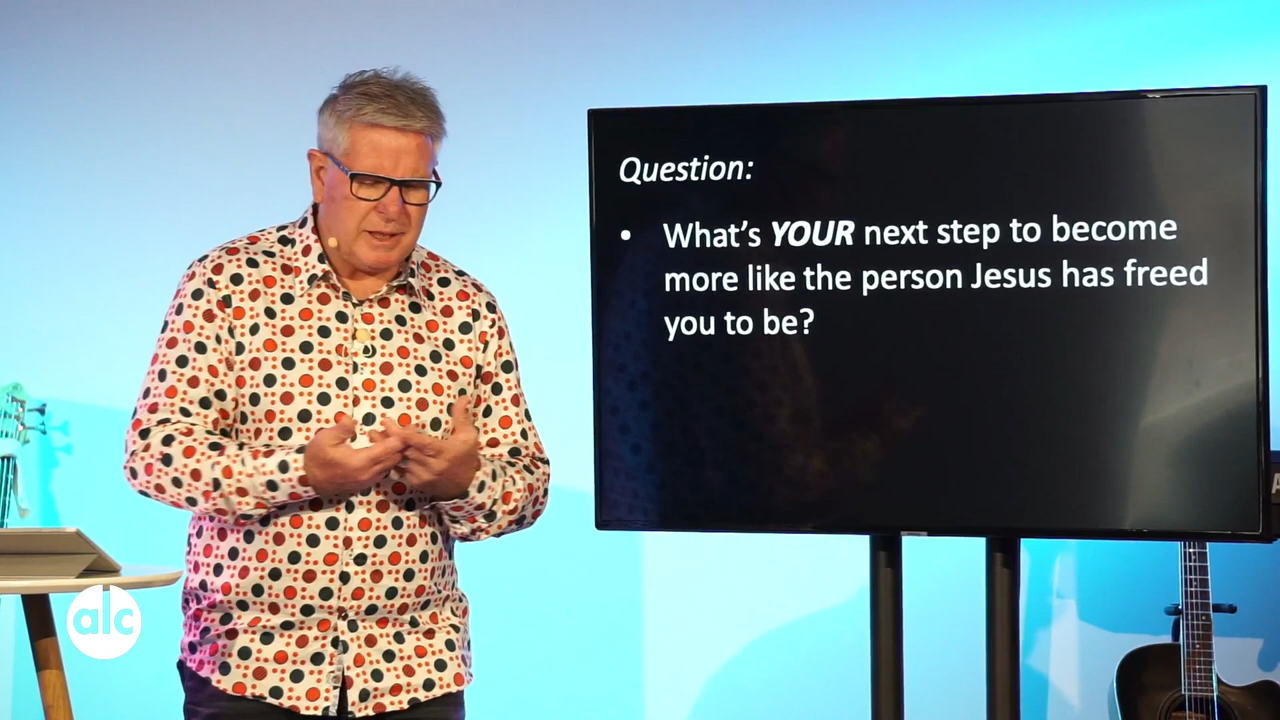 Question:
• What's YOUR next step to become
more like the person Jesus has freed
you to be?
alc